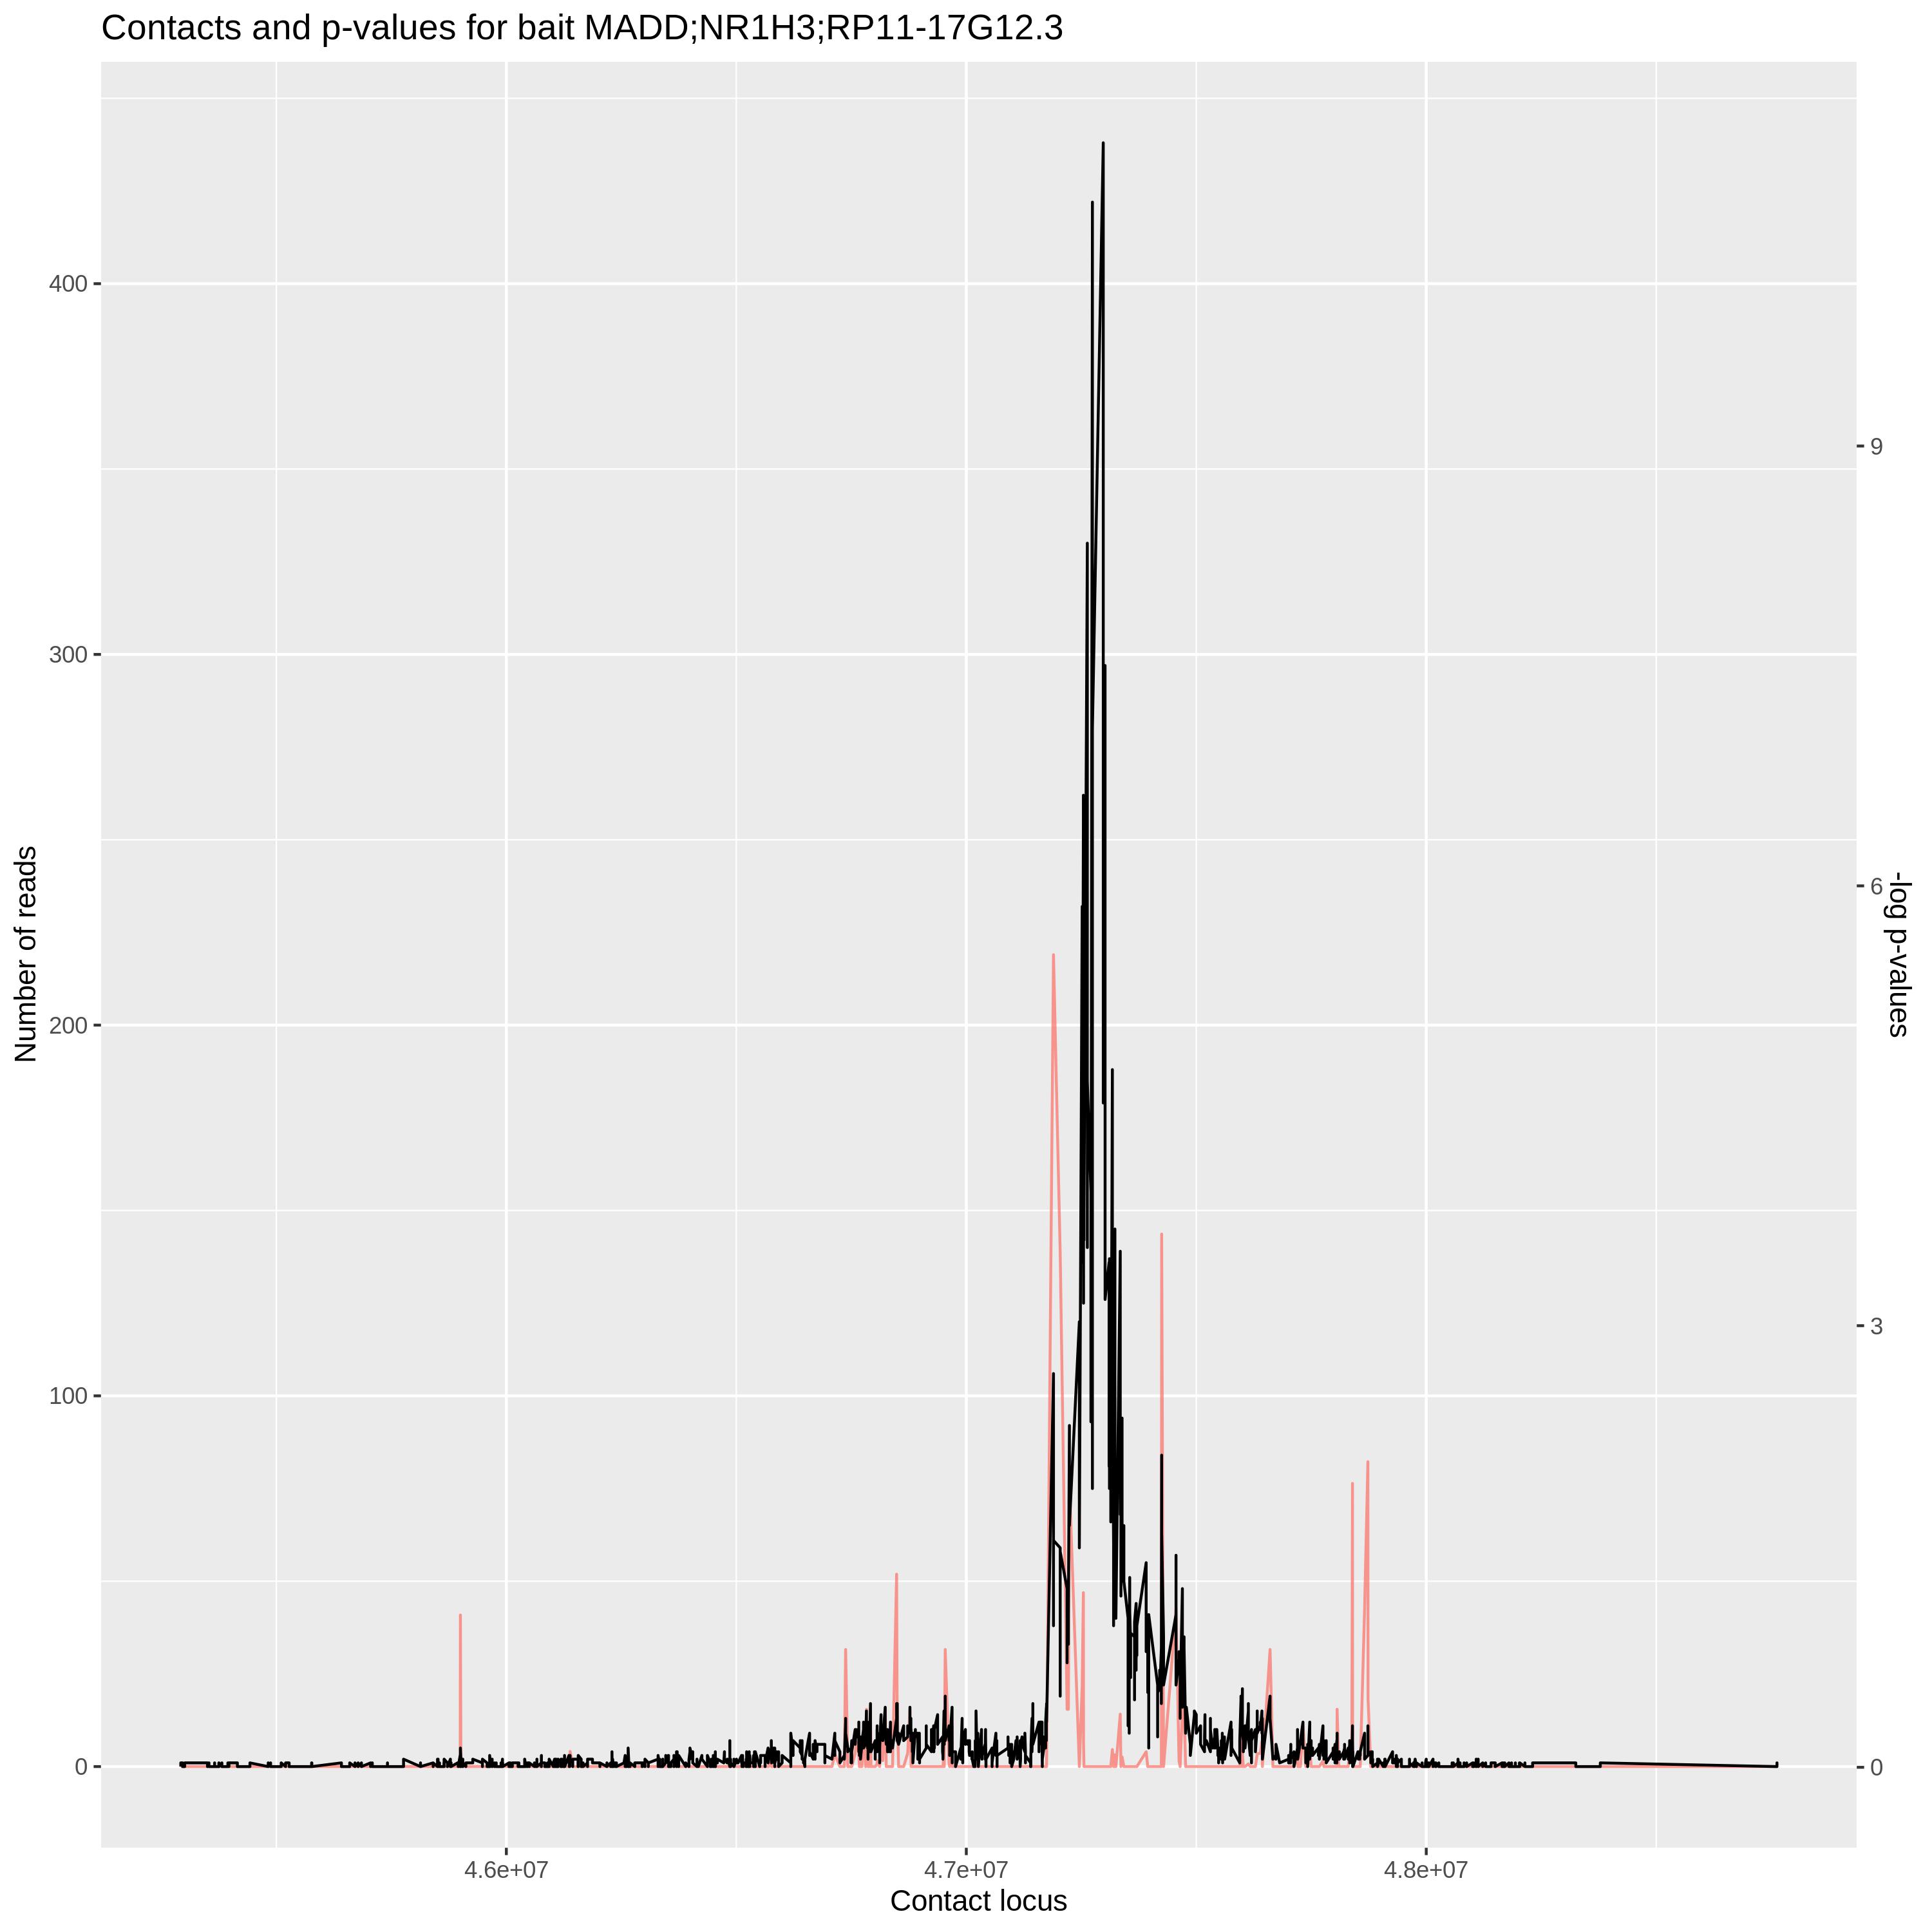 Contacts and p-values for bait MADD;NR1H3;RP11-17G12.3
400
300
200
100
0
Number of reads
9
6
3
0
-log p-values
4.6e+07
4.7e+07
4.8e+07
Contact locus